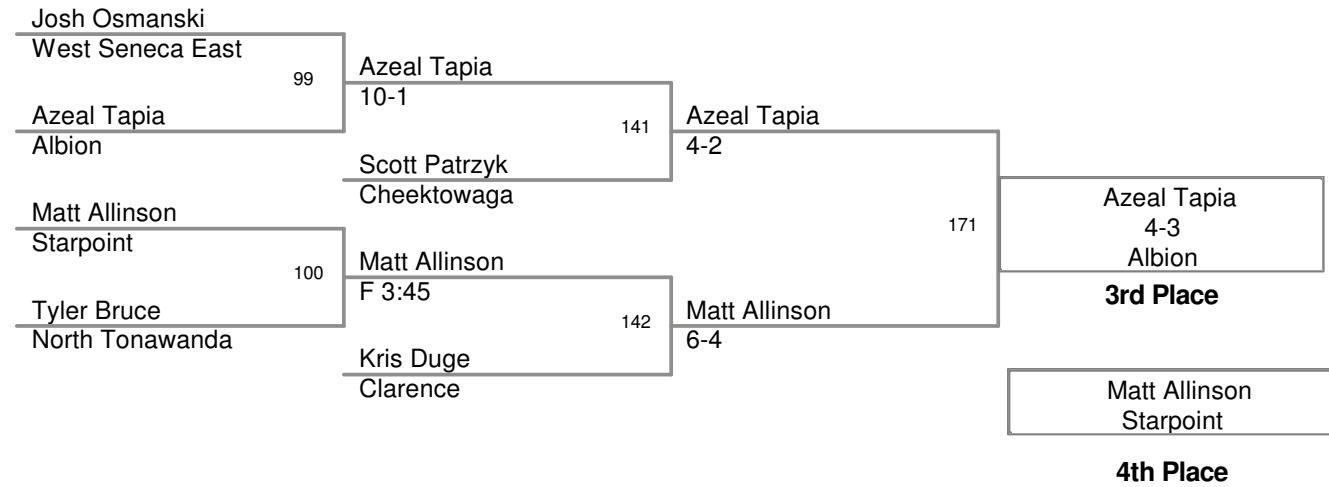 Josh Osmanski
West Seneca East
99
Azeal Tapia
Albion
Azeal Tapia
10-1
141
Scott Patrzyk
Cheektowaga
Azeal Tapia
4-2
Matt Allinson
Starpoint
100
Tyler Bruce
North Tonawanda
Matt Allinson
F 3:45
142
Kris Duge
Clarence
Matt Allinson
6-4
171
Azeal Tapia
4-3
Albion
3rd Place
Matt Allinson
Starpoint
4th Place